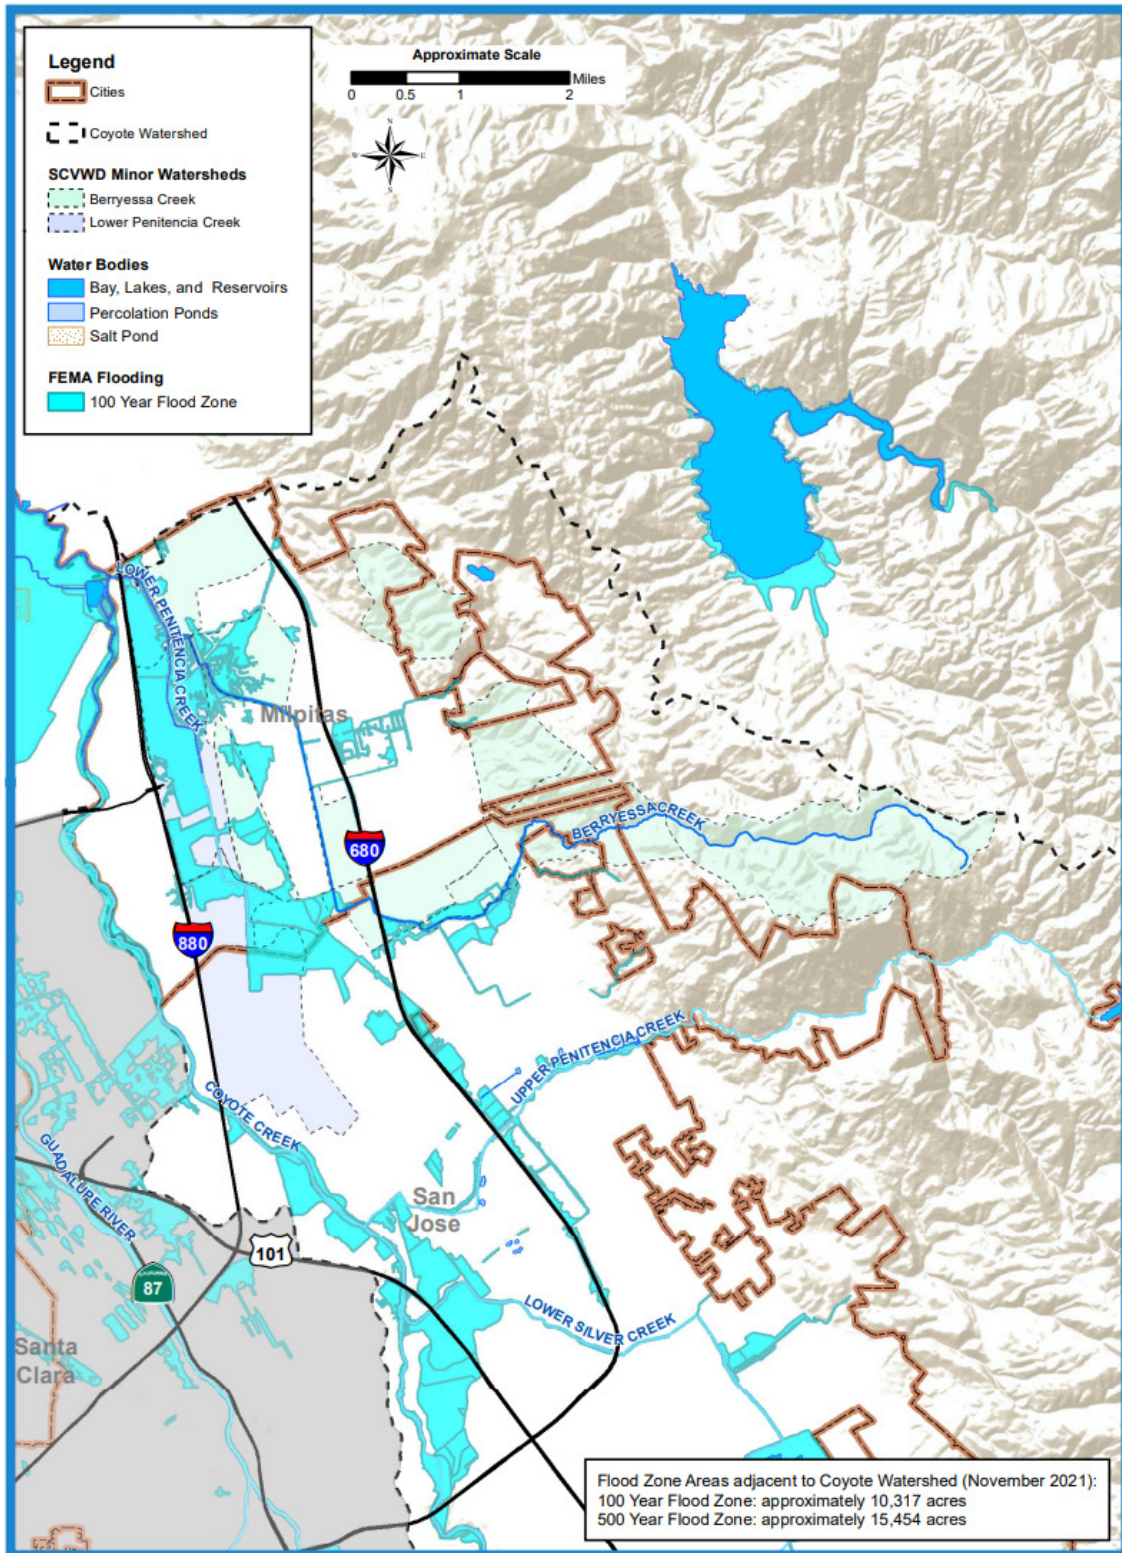 Legend
Cities
Coyote Watershed
SCVWD Minor Watersheds
Berryessa Creek
Lower Penitencia Creek
Water Bodies
Bay, Lakes, and Reservoirs
Percolation Ponds
Salt Pond
FEMA Flooding
100 Year Flood Zone
Approximate Scale
Miles
0 0.5 1 2
N
W E
S
LOWER PENITENCIA CREEK
Milpitas
BERRYESSA CREEK
680
880
UPPER PENITENCIA CREEK
COYOTE CREEK
GUADALUPE RIVER
San
Jose
101
CALIFORNIA
87
LOWER SILVER CREEK
Santa
Clara
Flood Zone Areas adjacent to Coyote Watershed (November 2021):
100 Year Flood Zone: approximately 10,317 acres
500 Year Flood Zone: approximately 15,454 acres